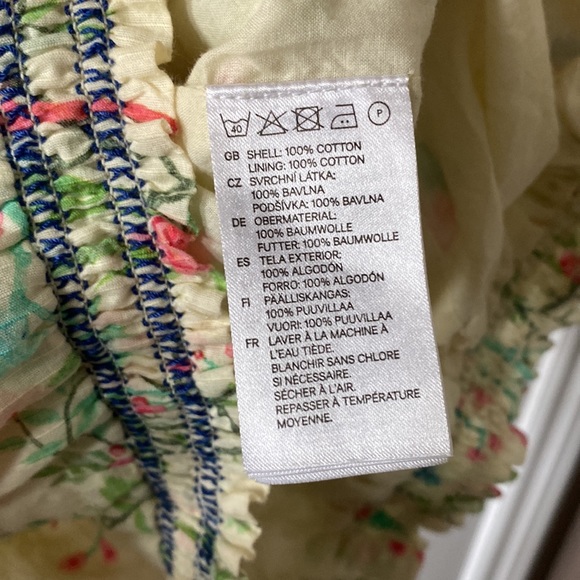 40 P
GB SHELL: 100% COTTON
LINING: 100% COTTON
CZ SVRCHNÍ LÁTKA:
100% BAVLNA
PODŠÍVKA: 100% BAVLNA
DE OBERMATERIAL:
100% BAUMWOLLE
FUTTER: 100% BAUMWOLLE
ES TELA EXTERIOR:
100% ALGODÓN
FORRO: 100% ALGODÓN
FI PÄÄLLISKANGAS:
100% PUUVILLAA
VUORI: 100% PUUVILLAA
FR LAVER À LA MACHINE À
L'EAU TIÈDE.
BLANCHIR SANS CHLORE
SI NÉCESSAIRE.
SÉCHER À L'AIR.
REPASSER À TEMPÉRATURE
MOYENNE.